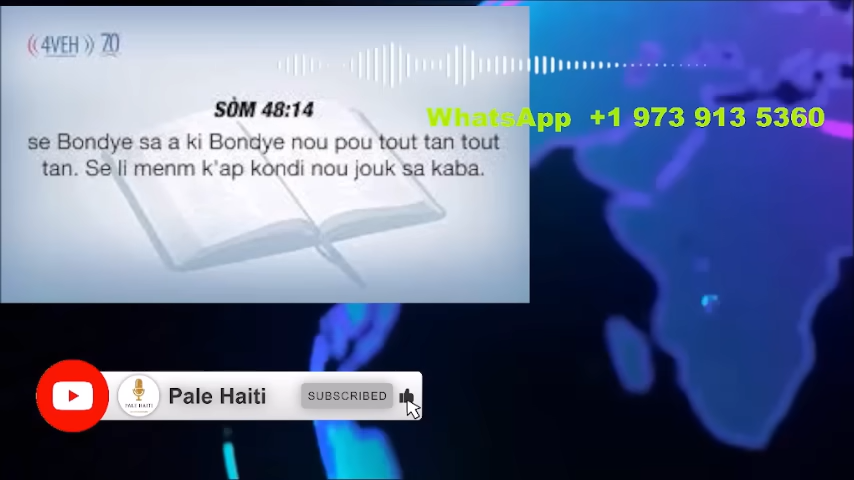 ((4VEH)) 70
SÒM 48:14
WhatsApp +1 973 913 5360
se Bondye sa a ki Bondye nou pou tout tan tout
tan. Se li menm k'ap kondi nou jouk sa kaba.
Pale Haiti
SUBSCRIBED
PALE HAITI